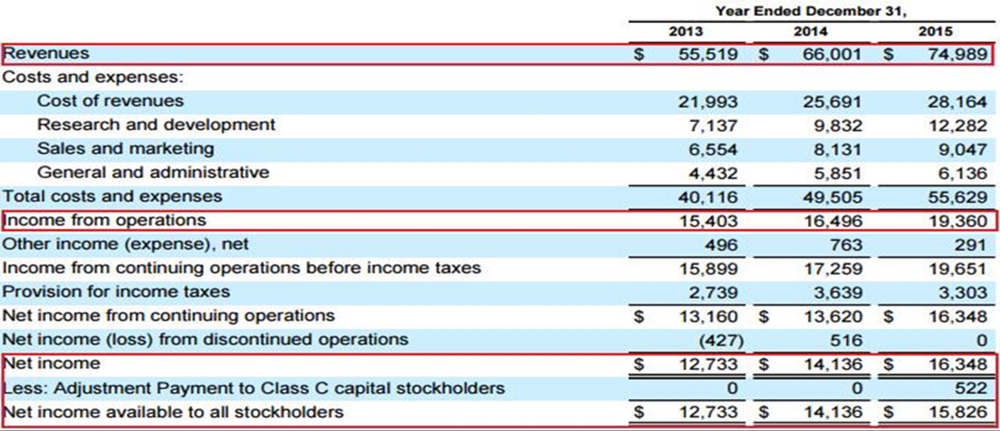 Year Ended December 31,
2013 2014 2015
Revenues $ 55,519 $ 66,001 $ 74,989
Costs and expenses:
Cost of revenues 21,993 25,691 28,164
Research and development 7,137 9,832 12,282
Sales and marketing 6,554 8,131 9,047
General and administrative 4,432 5,851 6,136
Total costs and expenses 40,116 49,505 55,629
Income from operations 15,403 16,496 19,360
Other income (expense), net 496 763 291
Income from continuing operations before income taxes 15,899 17,259 19,651
Provision for income taxes 2,739 3,639 3,303
Net income from continuing operations $ 13,160 $ 13,620 $ 16,348
Net income (loss) from discontinued operations (427) 516 0
Net income $ 12,733 $ 14,136 $ 16,348
Less: Adjustment Payment to Class C capital stockholders 0 0 522
Net income available to all stockholders $ 12,733 $ 14,136 $ 15,826